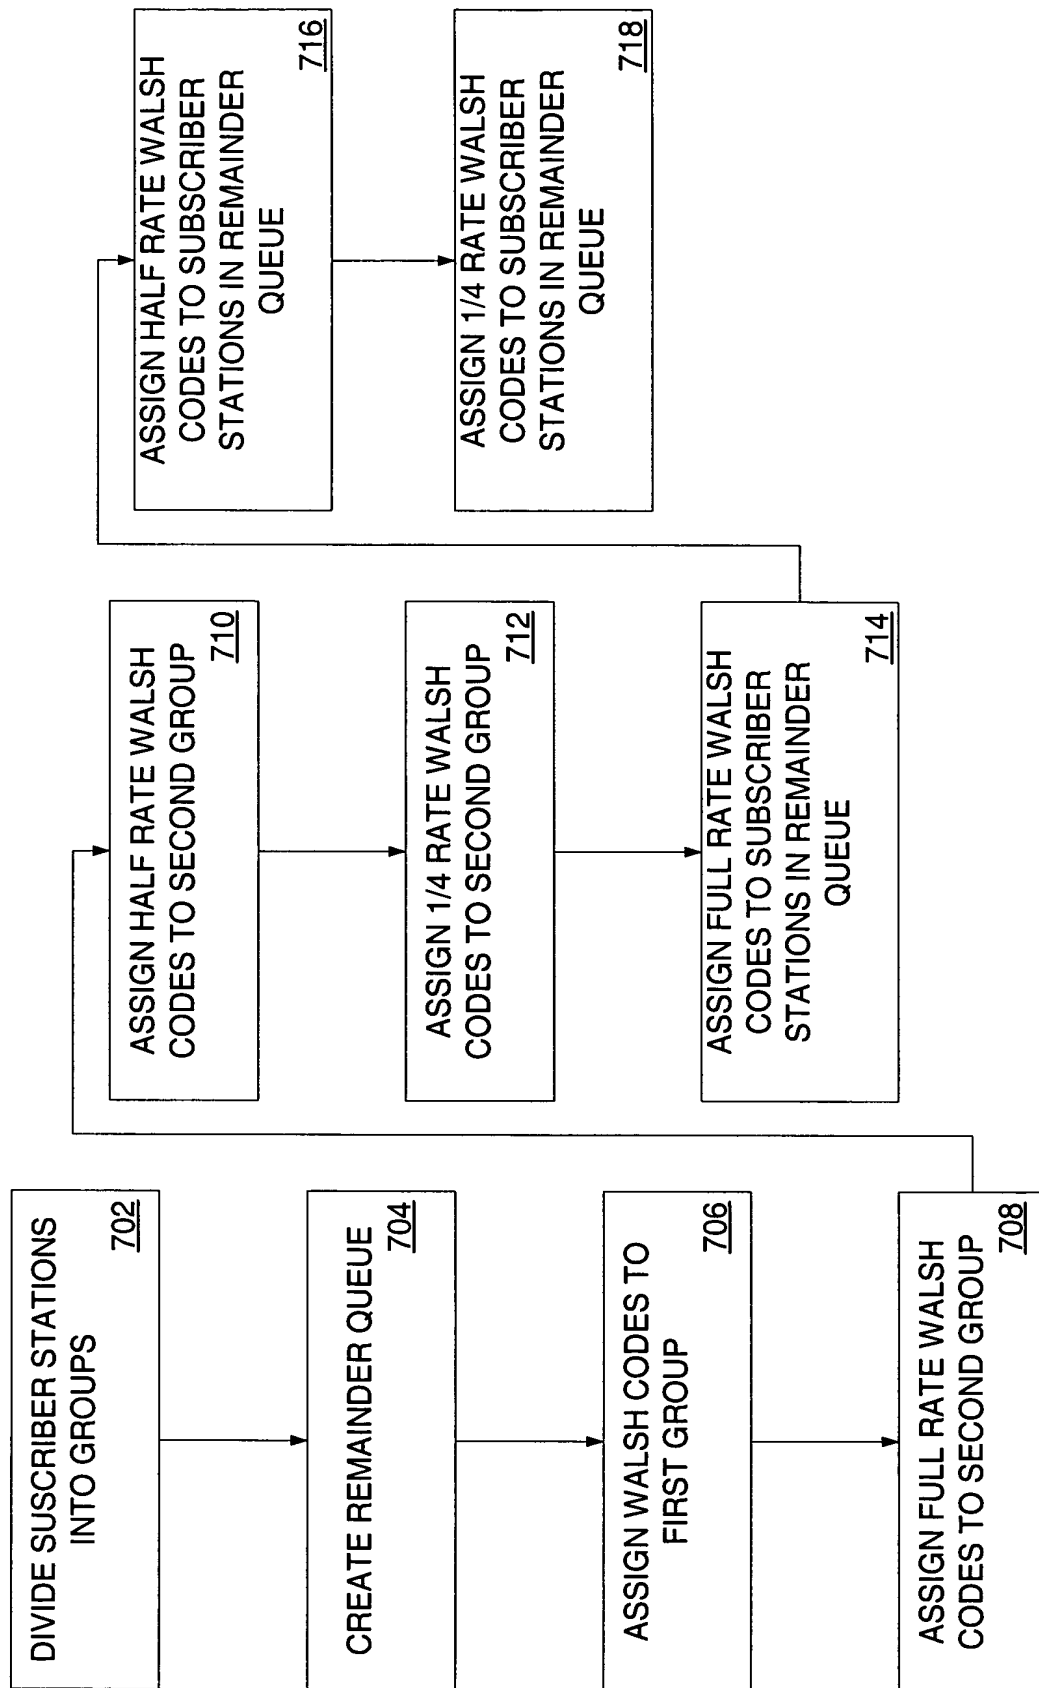 DIVIDE SUSCRIBER STATIONS
INTO GROUPS
702
CREATE REMAINDER QUEUE
704
ASSIGN WALSH CODES TO
FIRST GROUP
706
ASSIGN FULL RATE WALSH
CODES TO SECOND GROUP
708
ASSIGN HALF RATE WALSH
CODES TO SECOND GROUP
710
ASSIGN 1/4 RATE WALSH
CODES TO SECOND GROUP
712
ASSIGN FULL RATE WALSH
CODES TO SUBSCRIBER
STATIONS IN REMAINDER
QUEUE
714
ASSIGN HALF RATE WALSH
CODES TO SUBSCRIBER
STATIONS IN REMAINDER
QUEUE
716
ASSIGN 1/4 RATE WALSH
CODES TO SUBSCRIBER
STATIONS IN REMAINDER
QUEUE
718